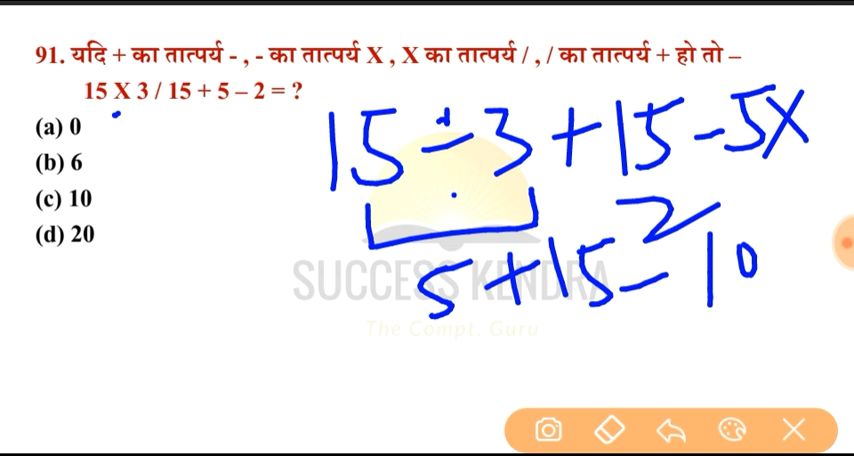 91. यदि + का तात्पर्य - , - का तात्पर्य X , X का तात्पर्य / , / का तात्पर्य + हो तो –
15 X 3 / 15 + 5 – 2 = ?
(a) 0
(b) 6
(c) 10
(d) 20
15 ÷ 3 + 15 - 5 X
2
5 + 15 - 10
SUCCESS KENDRA
The Compt. Guru